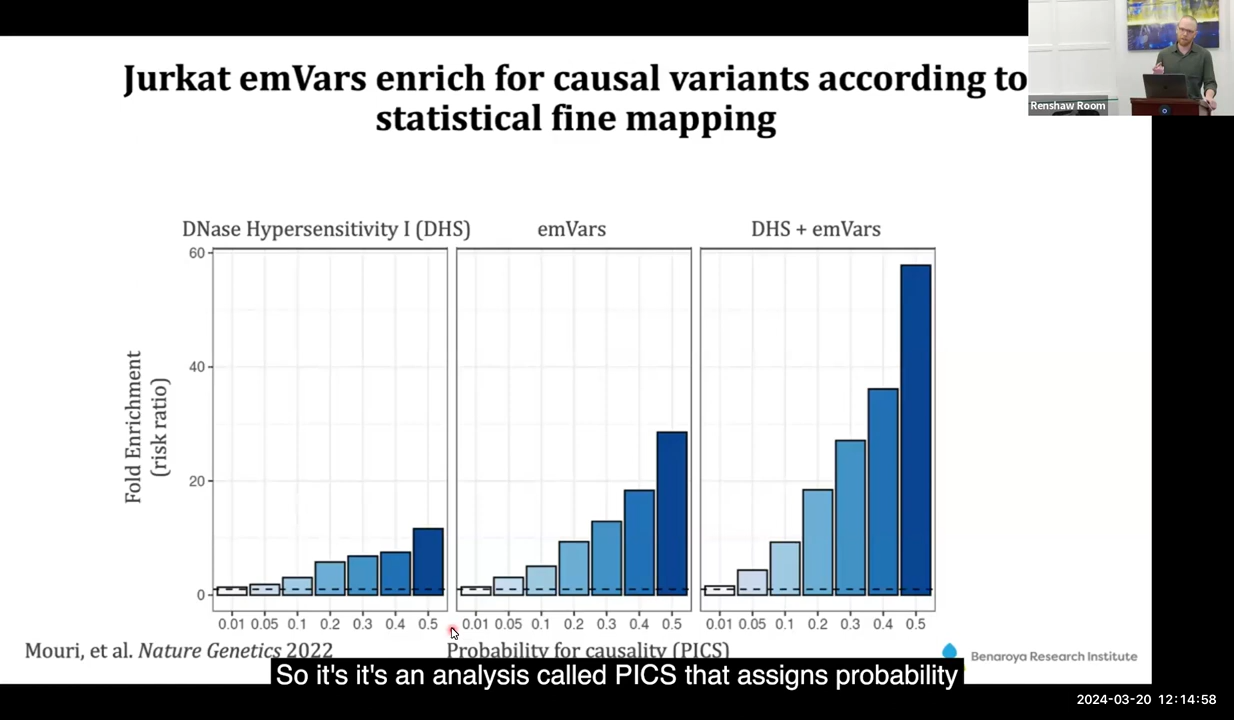 Jurkat emVars enrich for causal variants according to
statistical fine mapping
Renshaw Room
DNase Hypersensitivity I (DHS)
emVars
DHS + emVars
Fold Enrichment
(risk ratio)
60
40
20
0
0.01 0.05 0.1 0.2 0.3 0.4 0.5
0.01 0.05 0.1 0.2 0.3 0.4 0.5
0.01 0.05 0.1 0.2 0.3 0.4 0.5
Probability for causality (PICS)
Mouri, et al. Nature Genetics 2022
Benaroya Research Institute
So it's it's an analysis called PICS that assigns probability
2024-03-20 12:14:58